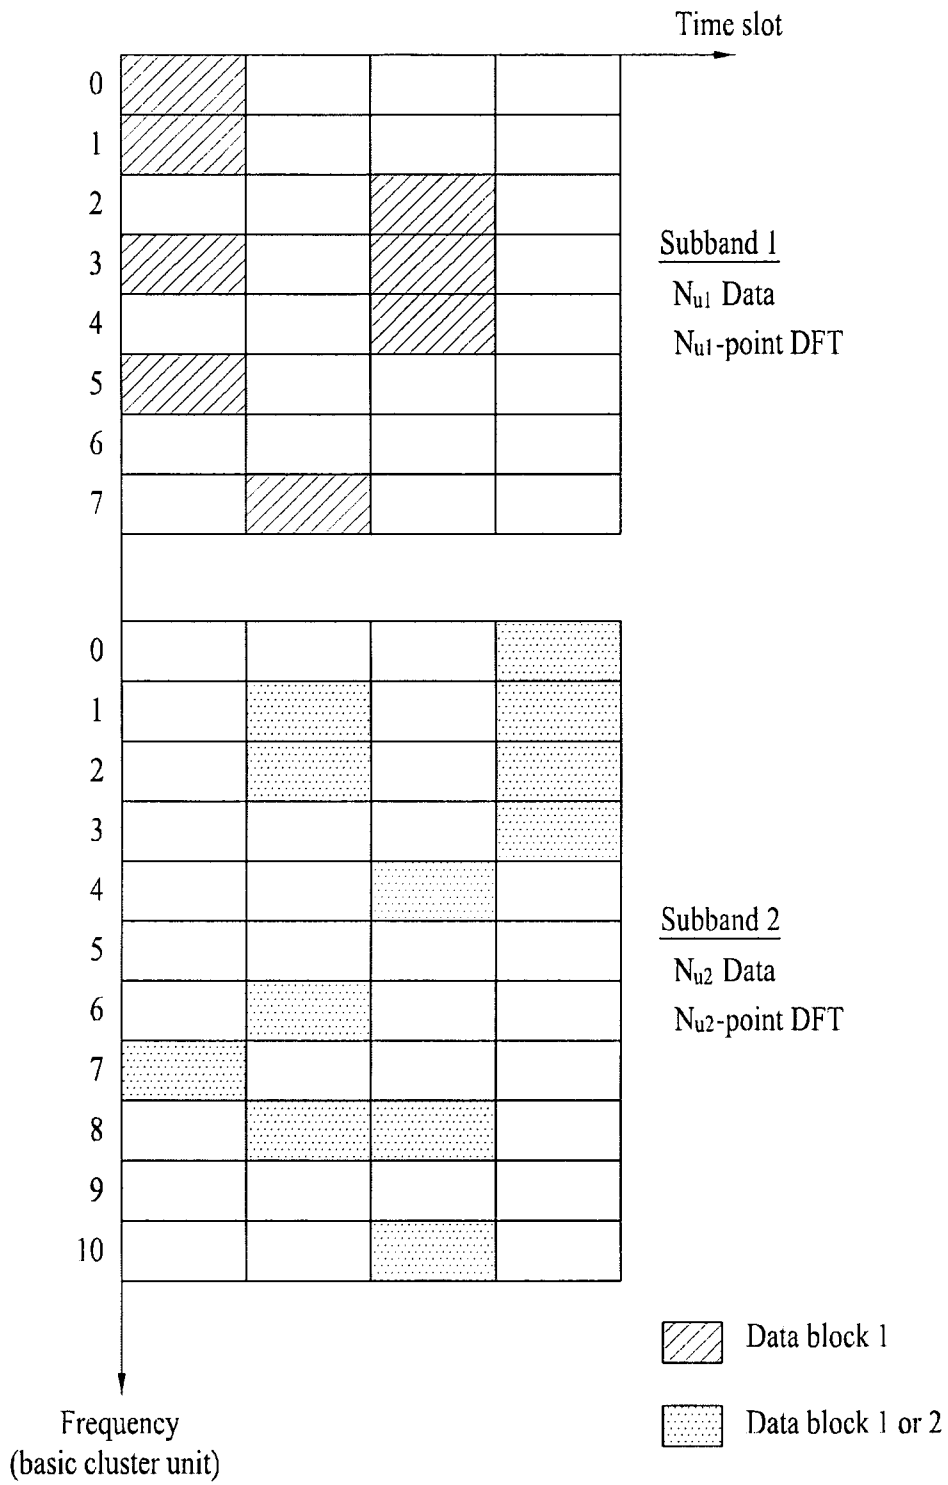 Time slot
0
1
2
3
4
5
6
7
Subband 1
Nu1 Data
Nu1-point DFT
0
1
2
3
4
5
6
7
8
9
10
Subband 2
Nu2 Data
Nu2-point DFT
Data block 1
Data block 1 or 2
Frequency
(basic cluster unit)